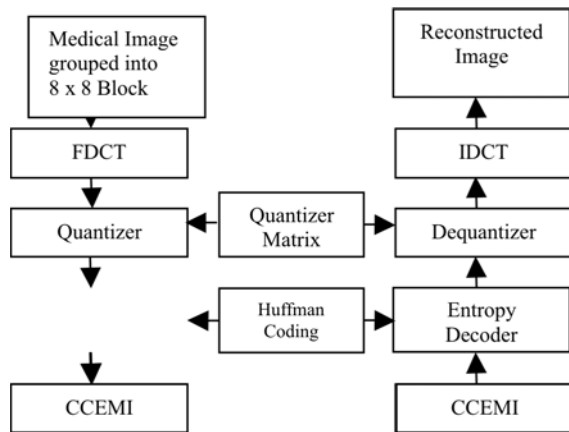 Medical Image
grouped into
8 x 8 Block
Reconstructed
Image
FDCT
IDCT
Quantizer
Quantizer
Matrix
Dequantizer
Huffman
Coding
Entropy
Decoder
CCEMI
CCEMI